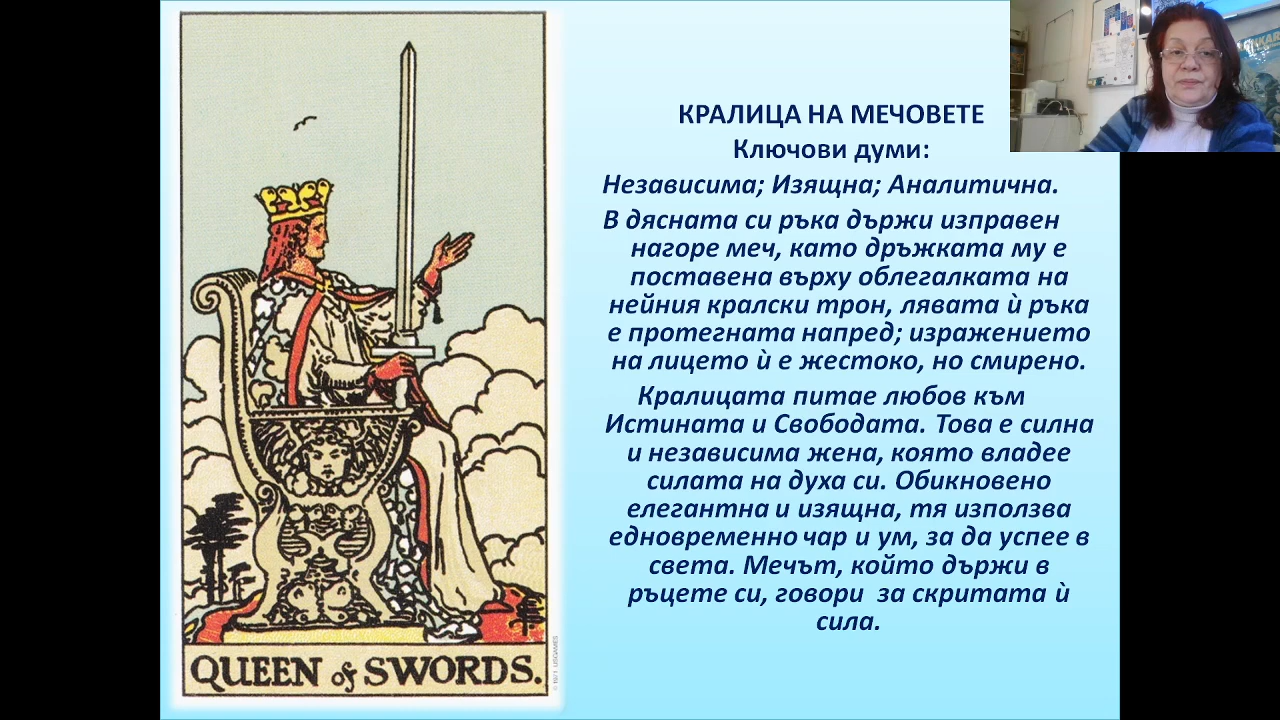 КРАЛИЦА НА МЕЧОВЕТЕ
Ключови думи:
Независима; Изящна; Аналитична.
В дясната си ръка държи изправен
нагоре меч, като дръжката му е
поставена върху облегалката на
нейния кралски трон, лявата ѝ ръка
е протегната напред; изражението
на лицето ѝ е жестоко, но смирено.
Кралицата питае любов към
Истината и Свободата. Това е силна
и независима жена, която владее
силата на духа си. Обикновено
елегантна и изящна, тя използва
едновременно чар и ум, за да успее в
света. Мечът, който държи в
ръцете си, говори за скритата ѝ
сила.
QUEEN of SWORDS.